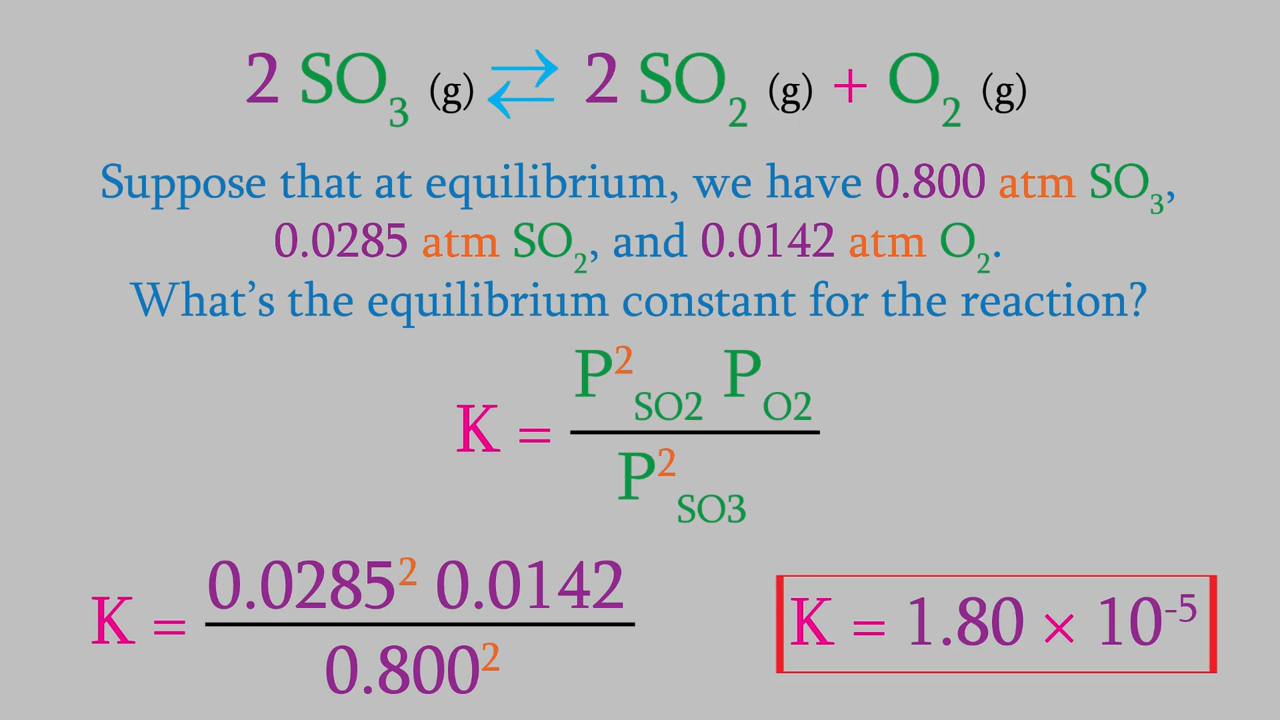 2 SO₃ (g) ⇄ 2 SO₂ (g) + O₂ (g)
Suppose that at equilibrium, we have 0.800 atm SO₃,
0.0285 atm SO₂, and 0.0142 atm O₂.
What's the equilibrium constant for the reaction?
P²SO2 PO2
K =
P²SO3
0.0285² 0.0142
K =
0.800²
K = 1.80 × 10⁻⁵